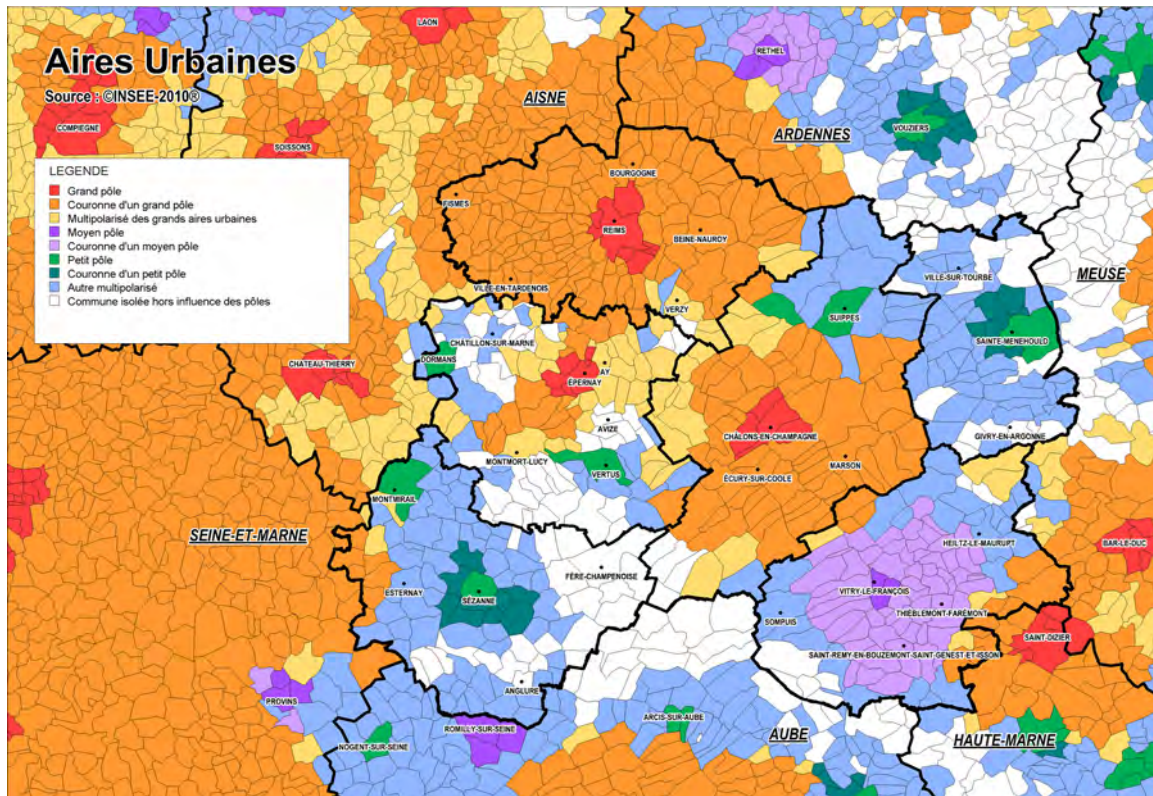 Aires Urbaines
Source : ©INSEE-2010®
LEGENDE
Grand pôle
Couronne d'un grand pôle
Multipolarisé des grands aires urbaines
Moyen pôle
Couronne d'un moyen pôle
Petit pôle
Couronne d'un petit pôle
Autre multipolarisé
Commune isolée hors influence des pôles
LAON
RETHEL
AISNE
COMPIEGNE
VOUZIERS
ARDENNES
SOISSONS
BOURGOGNE
FISMES
REIMS
BEINE-NAUROY
MEUSE
VILLE-SUR-TOURBE
VILLE-EN-TARDENOIS
VERZY
SUIPPES
CHÂTILLON-SUR-MARNE
SAINTE-MENEHOULD
DORMANS
CHATEAU-THIERRY
AY
ÉPERNAY
AVIZE
CHÂLONS-EN-CHAMPAGNE
GIVRY-EN-ARGONNE
MONTMORT-LUCY
VERTUS
MARSON
ÉCURY-SUR-COOLE
MONTMIRAIL
SEINE-ET-MARNE
HEILTZ-LE-MAURUPT
BAR-LE-DUC
FÈRE-CHAMPENOISE
ESTERNAY
SÉZANNE
VITRY-LE-FRANÇOIS
THIÉBLEMONT-FARÉMONT
SOMPUIS
SAINT-DIZIER
SAINT-REMY-EN-BOUZEMONT-SAINT-GENEST-ET-ISSON
ANGLURE
PROVINS
ARCIS-SUR-AUBE
ROMILLY-SUR-SEINE
NOGENT-SUR-SEINE
AUBE
HAUTE-MARNE